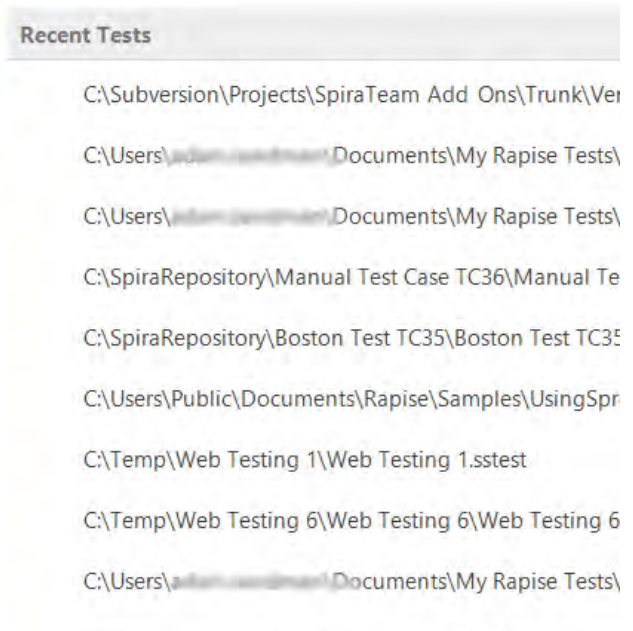 Recent Tests
C:\Subversion\Projects\SpiraTeam Add Ons\Trunk\Ver
C:\Users\ Documents\My Rapise Tests\
C:\Users\ Documents\My Rapise Tests\
C:\SpiraRepository\Manual Test Case TC36\Manual Te
C:\SpiraRepository\Boston Test TC35\Boston Test TC35
C:\Users\Public\Documents\Rapise\Samples\UsingSpr
C:\Temp\Web Testing 1\Web Testing 1.sstest
C:\Temp\Web Testing 6\Web Testing 6\Web Testing 6
C:\Users\ Documents\My Rapise Tests\